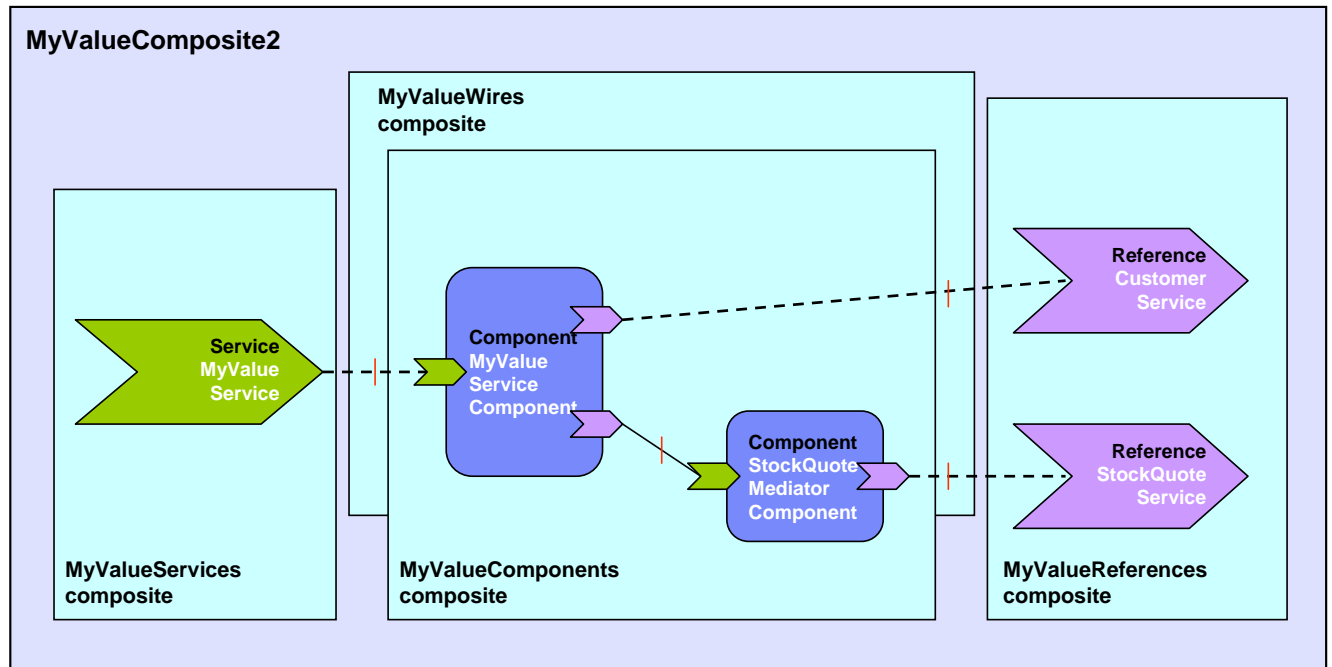 MyValueComposite2
MyValueWires
composite
Service
MyValue
Service
Component
MyValue
Service
Component
Component
StockQuote
Mediator
Component
Reference
Customer
Service
Reference
StockQuote
Service
MyValueServices
composite
MyValueComponents
composite
MyValueReferences
composite